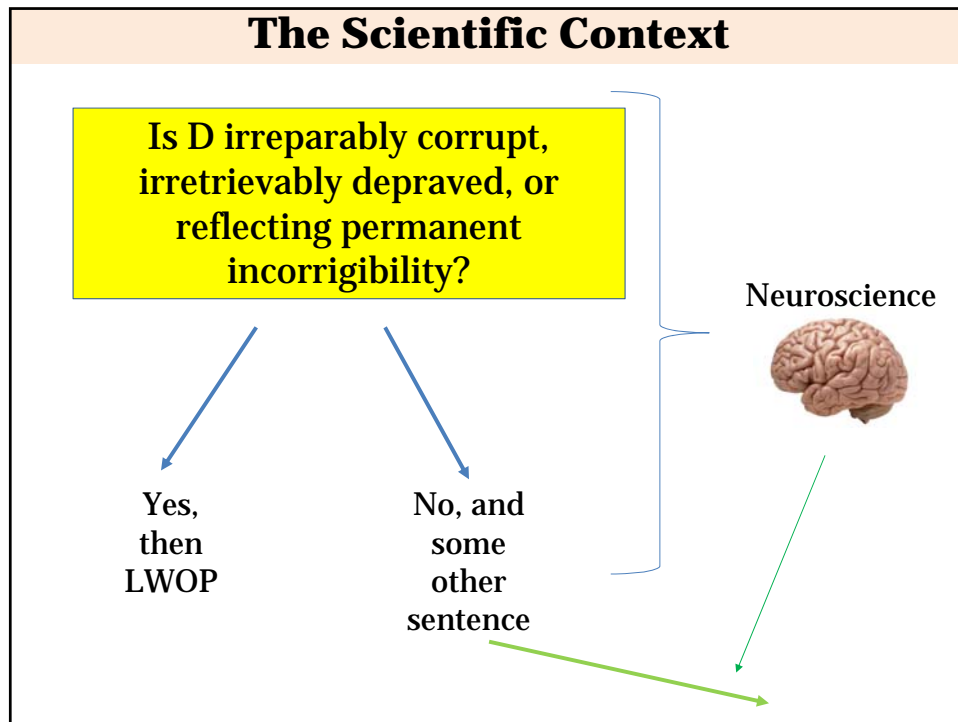 The Scientific Context
Is D irreparably corrupt,
irretrievably depraved, or
reflecting permanent
incorrigibility?
Neuroscience
Yes,
then
LWOP
No, and
some
other
sentence